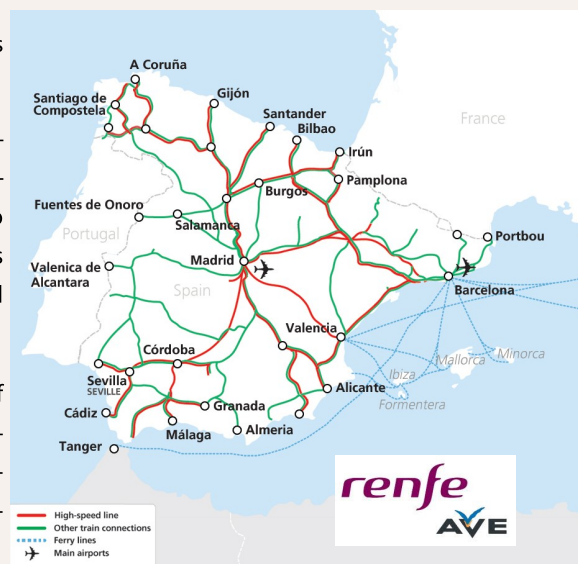 A Coruña
Gijón
Santiago de
Compostela
Santander
Bilbao
Irún
France
Pamplona
Burgos
Fuentes de Onoro
Salamanca
Portugal
Portbou
Madrid
Valenica de
Alcantara
Spain
Barcelona
Valencia
Minorca
Mallorca
Ibiza
Córdoba
Formentera
Sevilla
SEVILLE
Alicante
Granada
Cádiz
Almeria
Málaga
Tanger
renfe
AVE
High-speed line
Other train connections
Ferry lines
Main airports